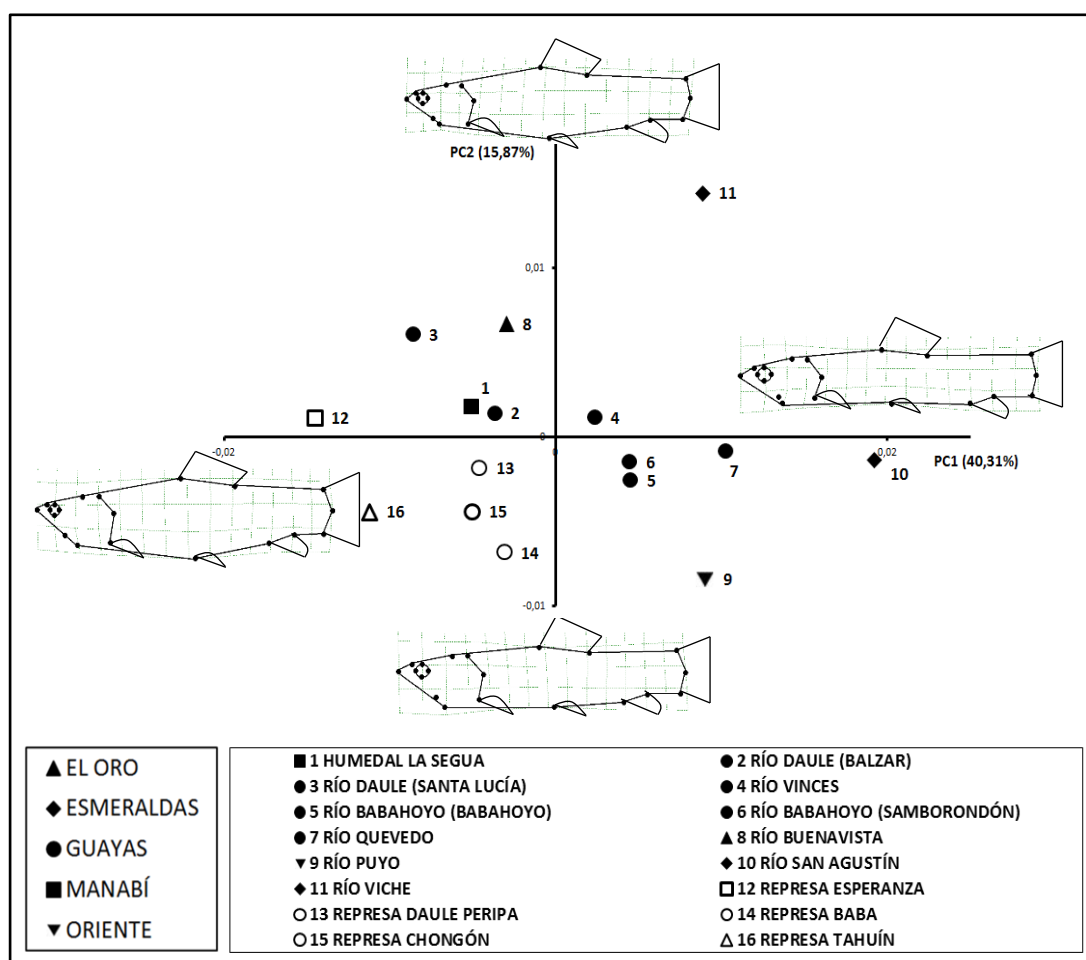 PC2 (15,87%)
11
0,01
3
8
1
2
4
12
-0,02
0
0
0,02
13
6
5
7
10
PC1 (40,31%)
16
15
14
9
-0,01
EL ORO
ESMERALDAS
GUAYAS
MANABÍ
ORIENTE
1 HUMEDAL LA SEGUA
2 RÍO DAULE (BALZAR)
3 RÍO DAULE (SANTA LUCÍA)
4 RÍO VINCES
5 RÍO BABAHOYO (BABAHOYO)
6 RÍO BABAHOYO (SAMBORONDÓN)
7 RÍO QUEVEDO
8 RÍO BUENAVISTA
9 RÍO PUYO
10 RÍO SAN AGUSTÍN
11 RÍO VICHE
12 REPRESA ESPERANZA
13 REPRESA DAULE PERIPA
14 REPRESA BABA
15 REPRESA CHONGÓN
16 REPRESA TAHUÍN